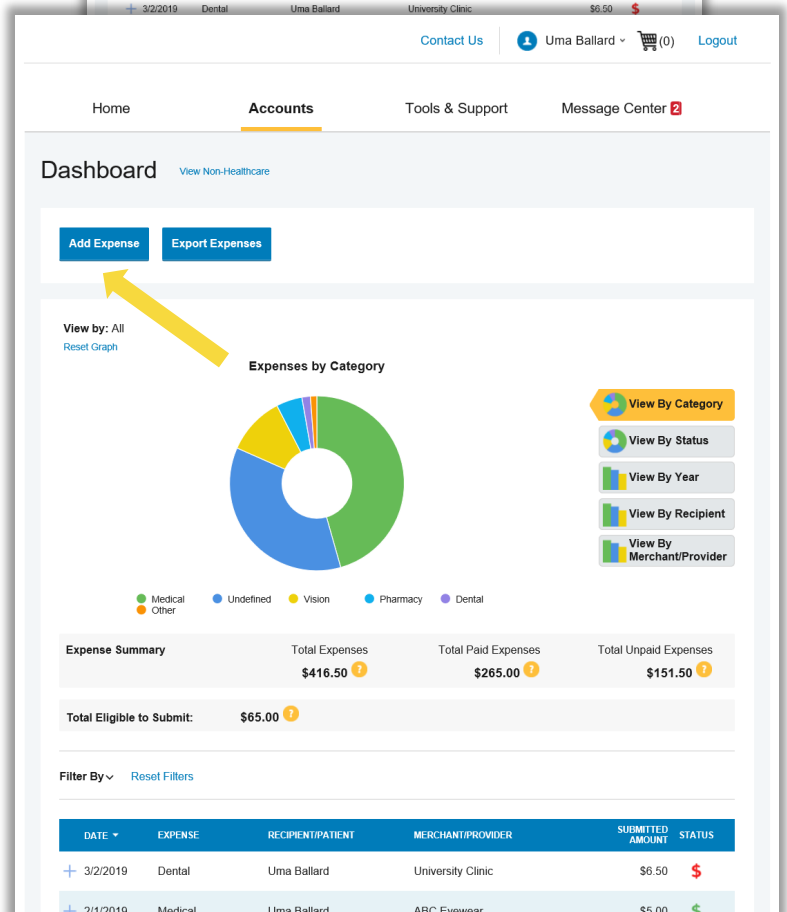 3/2/2019 Dental Uma Ballard University Clinic $6.50 $
Contact Us Uma Ballard (0) Logout
Home Accounts Tools & Support Message Center 2
Dashboard View Non-Healthcare
Add Expense Export Expenses
View by: All
Reset Graph
Expenses by Category
View By Category
View By Status
View By Year
View By Recipient
View By
Merchant/Provider
Medical Undefined Vision Pharmacy Dental
Other
Expense Summary Total Expenses Total Paid Expenses Total Unpaid Expenses
$416.50 ? $265.00 ? $151.50 ?
Total Eligible to Submit: $65.00 ?
Filter By Reset Filters
DATE EXPENSE RECIPIENT/PATIENT MERCHANT/PROVIDER SUBMITTED AMOUNT STATUS
3/2/2019 Dental Uma Ballard University Clinic $6.50 $
2/1/2019 Medical Uma Ballard ABC Eyewear $5.00 $